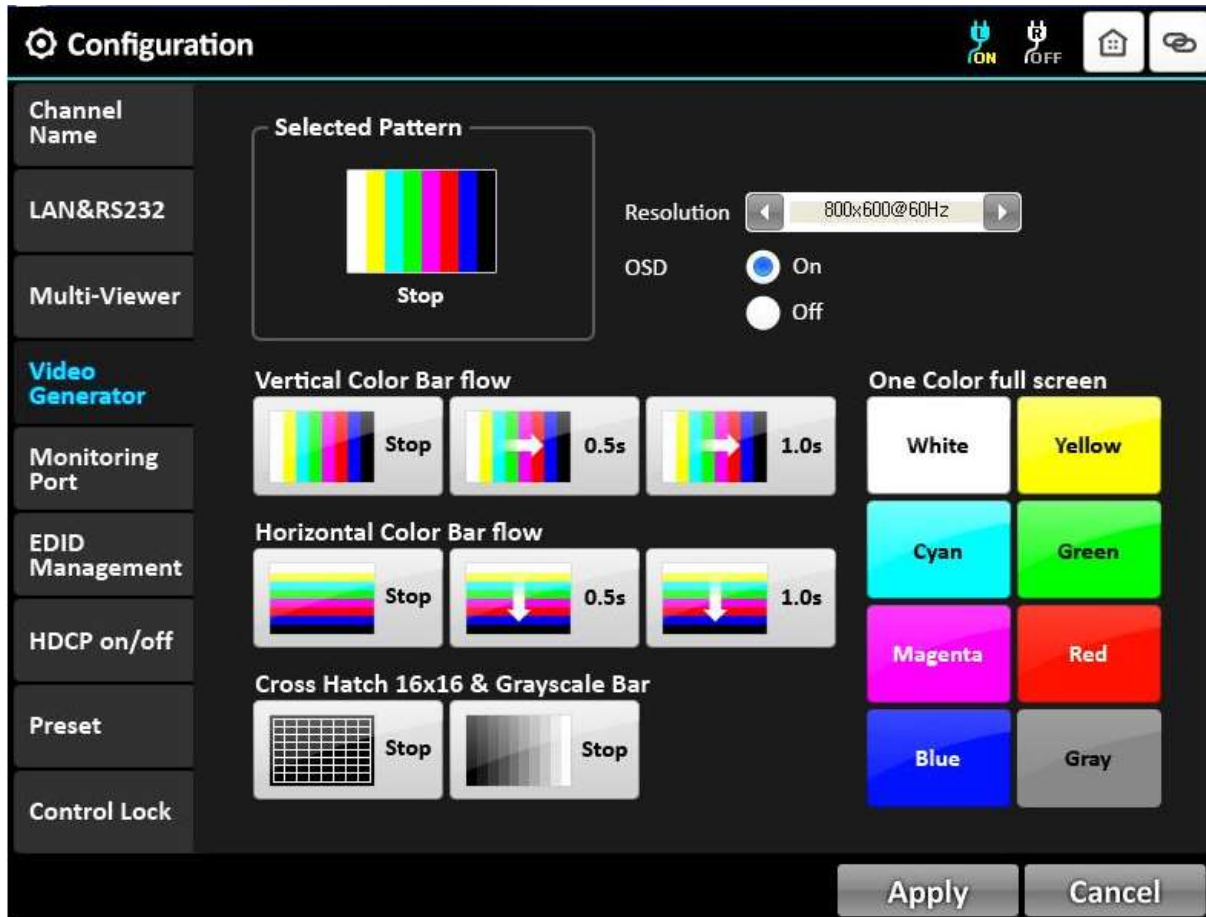 Configuration
L
ON
R
OFF
Channel
Name
LAN&RS232
Multi-Viewer
Video
Generator
Monitoring
Port
EDID
Management
HDCP on/off
Preset
Control Lock
Selected Pattern
Stop
Resolution
800x600@60Hz
OSD
On
Off
Vertical Color Bar flow
Stop
0.5s
1.0s
Horizontal Color Bar flow
Stop
0.5s
1.0s
Cross Hatch 16x16 & Grayscale Bar
Stop
Stop
One Color full screen
White
Yellow
Cyan
Green
Magenta
Red
Blue
Gray
Apply
Cancel